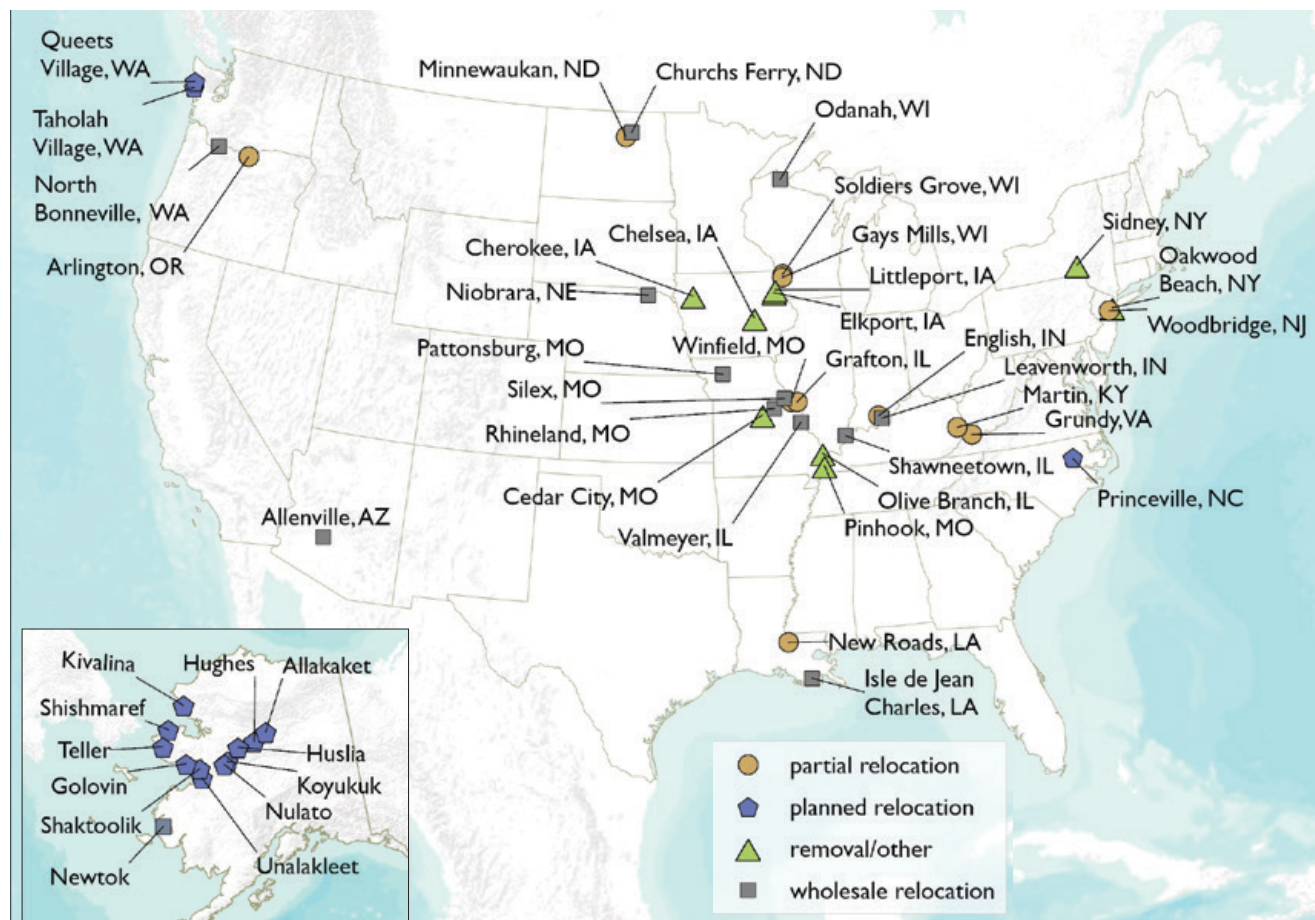 Queets
Village, WA
Taholah
Village, WA
North
Bonneville, WA
Arlington, OR
Minnewaukan, ND
Churchs Ferry, ND
Odanah, WI
Soldiers Grove, WI
Gays Mills, WI
Chelsea, IA
Cherokee, IA
Niobrara, NE
Littleport, IA
Elkport, IA
Sidney, NY
Oakwood
Beach, NY
Woodbridge, NJ
Pattonsburg, MO
Winfield, MO
Grafton, IL
English, IN
Leavenworth, IN
Martin, KY
Grundy, VA
Silex, MO
Rhineland, MO
Cedar City, MO
Shawneetown, IL
Olive Branch, IL
Pinhook, MO
Valmeyer, IL
Princeville, NC
Allenville, AZ
New Roads, LA
Isle de Jean
Charles, LA
Kivalina
Hughes
Allakaket
Shishmaref
Teller
Golovin
Huslia
Koyukuk
Nulato
Shaktoolik
Newtok
Unalakleet
partial relocation
planned relocation
removal/other
wholesale relocation